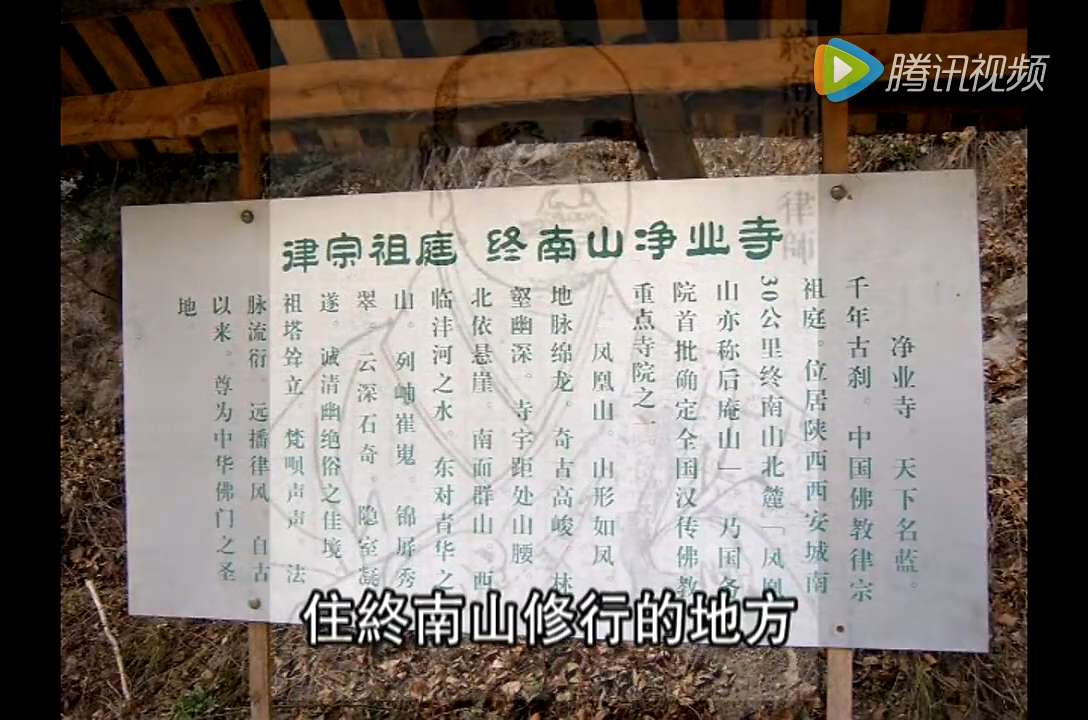 腾讯视频
終南道
律師
律宗祖庭 终南山净业寺
净业寺。天下名蓝。
千年古刹。中国佛教律宗
祖庭。位居陕西西安城南
30公里终南山北麓「凤凰
山亦称后庵山」。乃国务
院首批确定全国汉传佛教
重点寺院之一。
凤凰山。山形如凤。
地脉绵龙。奇古高峻 林
壑幽深。寺宇距处山腰
北依悬崖。南面群山 西
临沣河之水。东对青华之
山。列岫崔嵬 锦屏秀
翠。云深石奇。隐室凝
遂。诚清幽绝俗之佳境
祖塔耸立 梵呗声声 法
脉流衍 远播律风 自古
以来。尊为中华佛门之圣
地
住終南山修行的地方